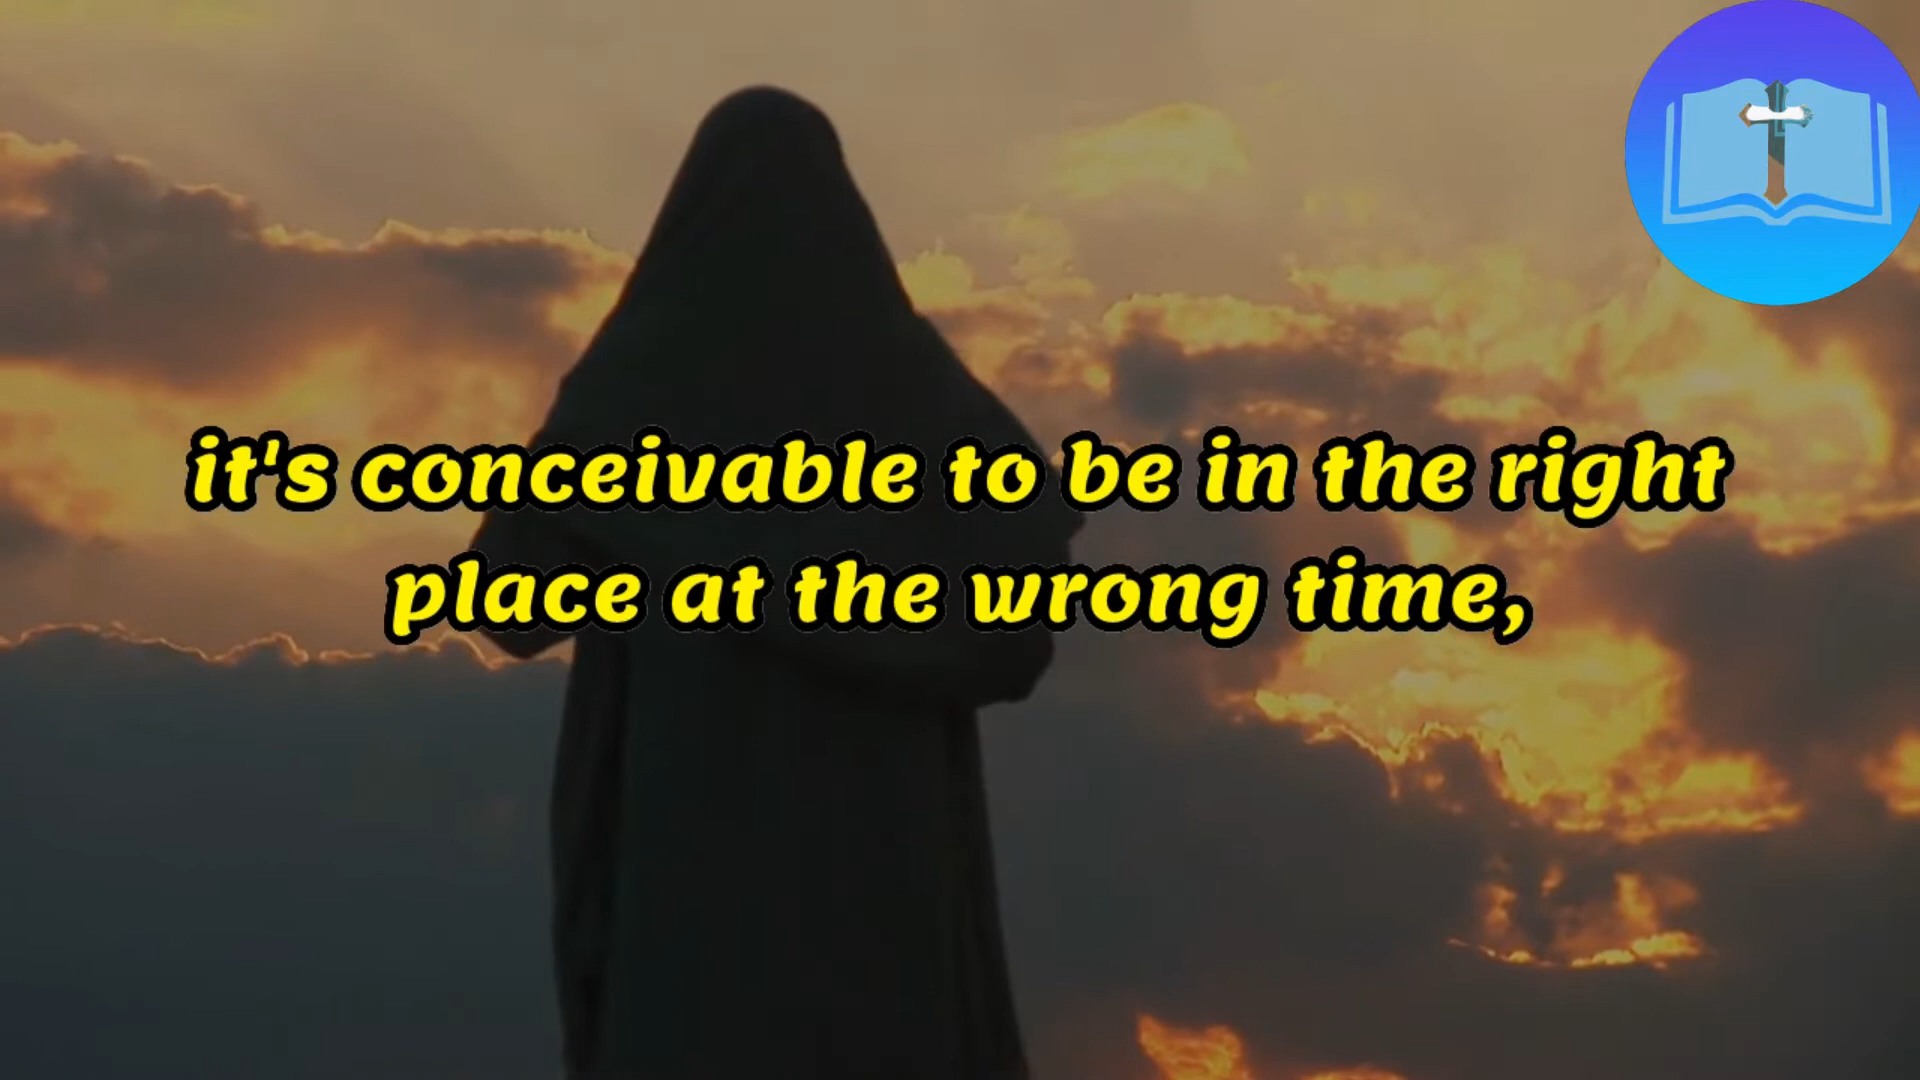 it's conceivable to be in the right
place at the wrong time,